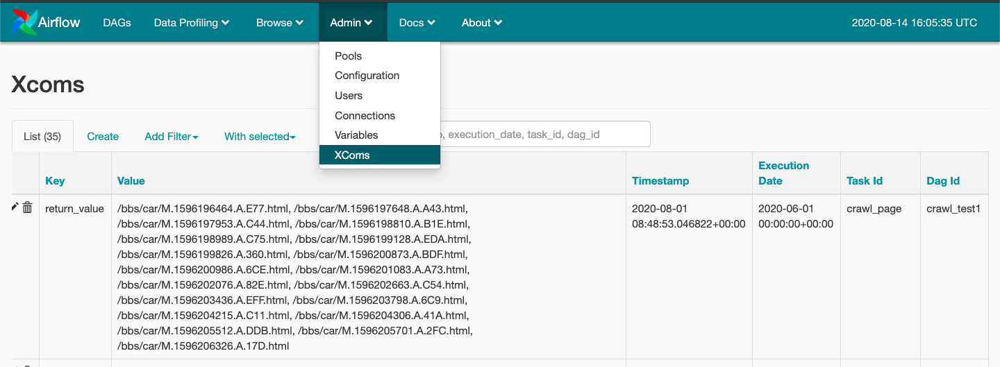 Airflow DAGs Data Profiling Browse Admin Docs About 2020-08-14 16:05:35 UTC
Pools
Configuration
Users
Connections
Variables
XComs
Xcoms
List (35) Create Add Filter With selected , execution_date, task_id, dag_id
Key Value Timestamp Execution Date Task Id Dag Id
return_value /bbs/car/M.1596196464.A.E77.html, /bbs/car/M.1596197648.A.A43.html, 2020-08-01 2020-06-01 crawl_page crawl_test1
/bbs/car/M.1596197953.A.C44.html, /bbs/car/M.1596198810.A.B1E.html, 08:48:53.046822+00:00 00:00:00+00:00
/bbs/car/M.1596198989.A.C75.html, /bbs/car/M.1596199128.A.EDA.html,
/bbs/car/M.1596199826.A.360.html, /bbs/car/M.1596200873.A.BDF.html,
/bbs/car/M.1596200986.A.6CE.html, /bbs/car/M.1596201083.A.A73.html,
/bbs/car/M.1596202076.A.82E.html, /bbs/car/M.1596202663.A.C54.html,
/bbs/car/M.1596203436.A.EFF.html, /bbs/car/M.1596203798.A.6C9.html,
/bbs/car/M.1596204215.A.C11.html, /bbs/car/M.1596204306.A.41A.html,
/bbs/car/M.1596205512.A.DDB.html, /bbs/car/M.1596205701.A.2FC.html,
/bbs/car/M.1596206326.A.17D.html